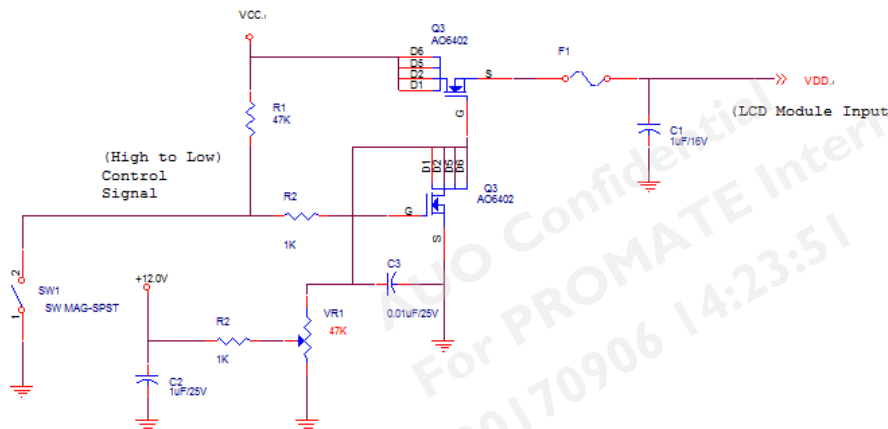 VCC.
Q3
AO6402
D6
D5
D2
D1
S
G
F1
VDD.
(LCD Module Input
C1
1uF/16V
R1
47K
(High to Low)
Control
Signal
D1
D2
D5
D6
Q3
AO6402
G
S
R2
1K
C3
0.01uF/25V
2
1
SW1
SW MAG-SPST
+12.0V
R2
1K
VR1
47K
C2
1uF/25V
AUO Confidential
For PROMATE Intern
20170906 14:23:51